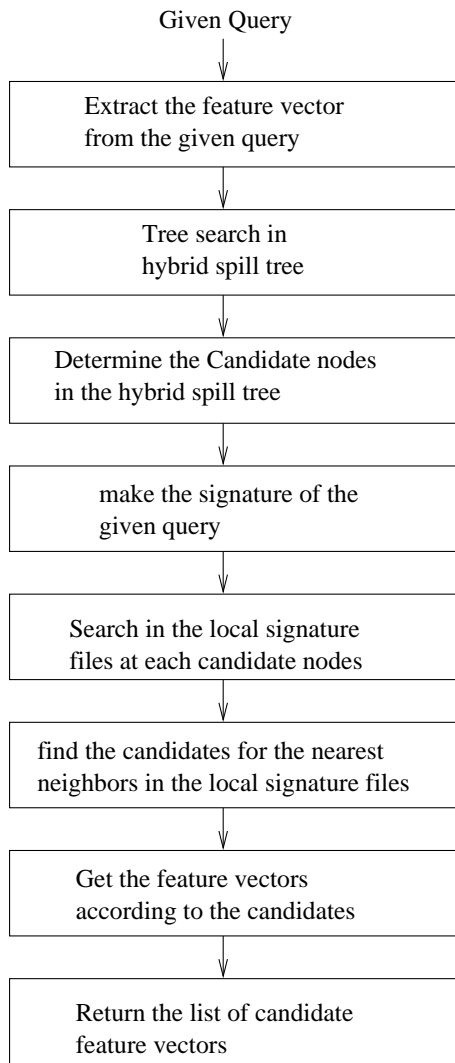 Given Query
Extract the feature vector
from the given query
Tree search in
hybrid spill tree
Determine the Candidate nodes
in the hybrid spill tree
make the signature of the
given query
Search in the local signature
files at each candidate nodes
find the candidates for the nearest
neighbors in the local signature files
Get the feature vectors
according to the candidates
Return the list of candidate
feature vectors